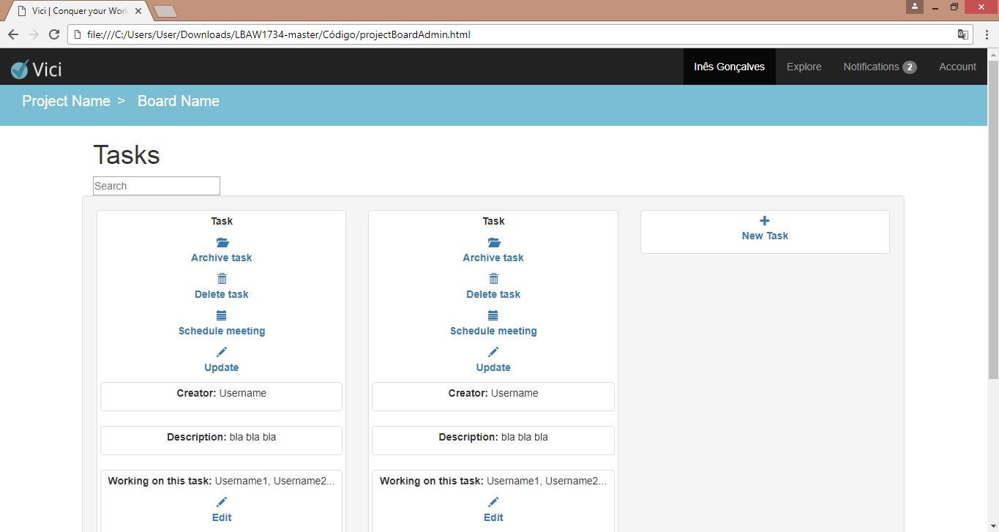 Vici | Conquer your Work
file:///C:/Users/User/Downloads/LBAW1734-master/Código/projectBoardAdmin.html
Vici
Inês Gonçalves
Explore
Notifications 2
Account
Project Name > Board Name
Tasks
Search
Task
Archive task
Delete task
Schedule meeting
Update
Creator: Username
Description: bla bla bla
Working on this task: Username1, Username2...
Edit
Task
Archive task
Delete task
Schedule meeting
Update
Creator: Username
Description: bla bla bla
Working on this task: Username1, Username2...
Edit
New Task